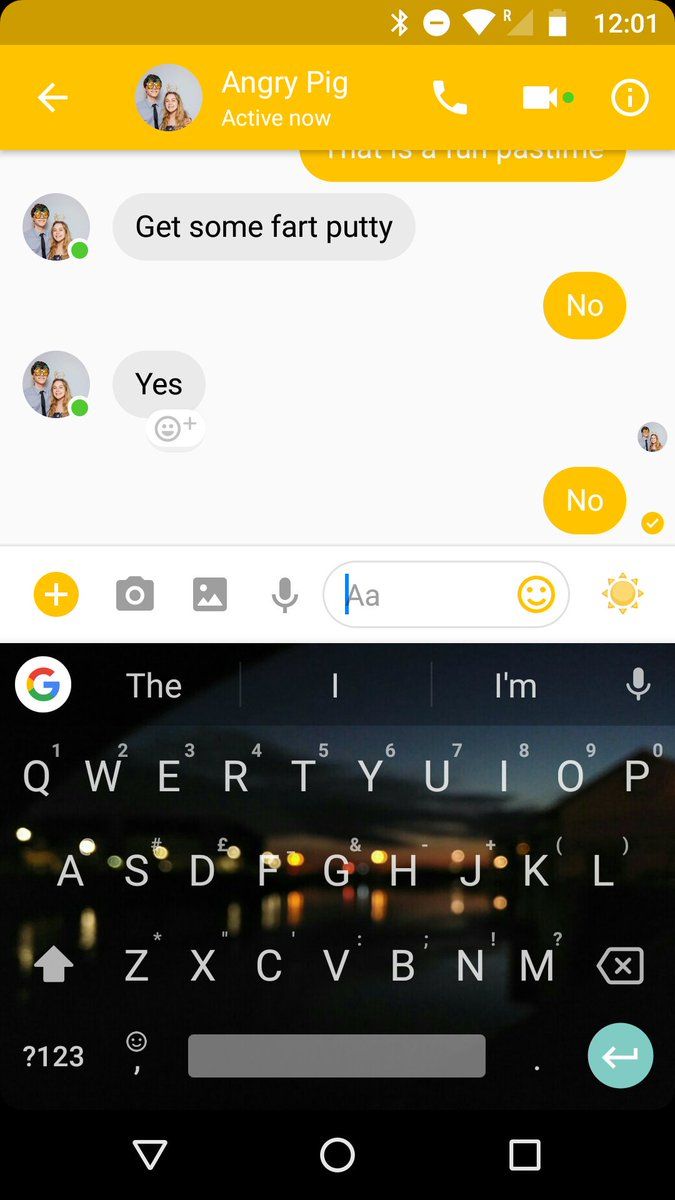 R 12:01
Angry Pig
Active now
That is a fun pastime
Get some fart putty
No
Yes
No
Aa
G The I I'm
1 2 3 4 5 6 7 8 9 0
Q W E R T Y U I O P
# £ & - + ( )
A S D F G H J K L
* " ' : ; ! ?
Z X C V B N M
?123 , .